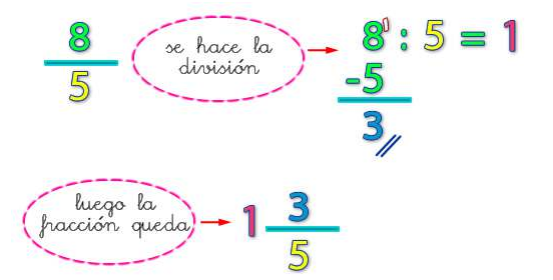 8
5
se hace la
división
8' : 5 = 1
-5
3
luego la
fracción queda
1 3
5